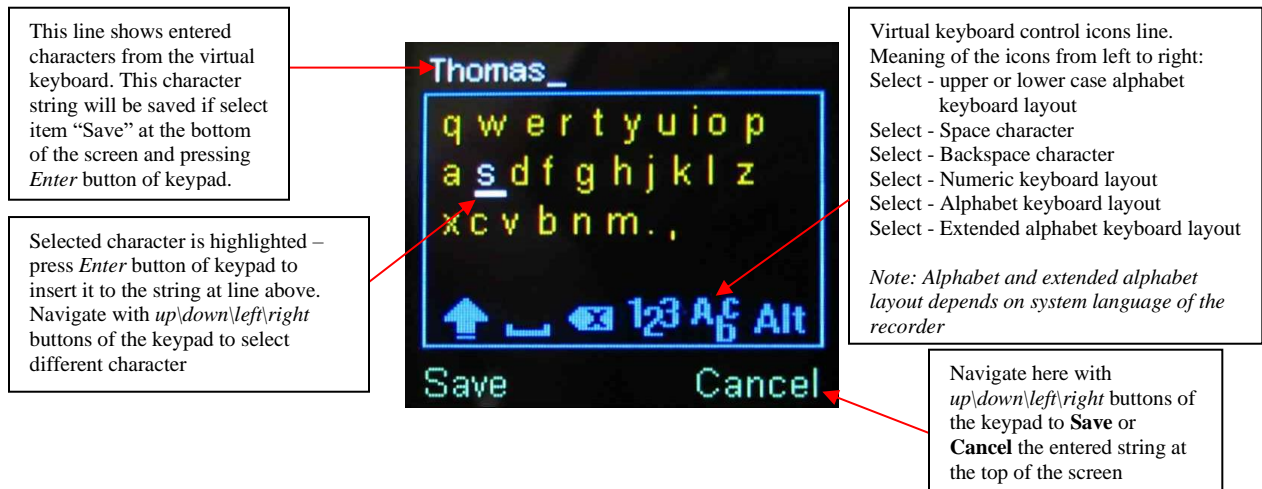 This line shows entered
characters from the virtual
keyboard. This character
string will be saved if select
item “Save” at the bottom
of the screen and pressing
Enter button of keypad.
Selected character is highlighted –
press Enter button of keypad to
insert it to the string at line above.
Navigate with up\down\left\right
buttons of the keypad to select
different character
Thomas_
q w e r t y u i o p
a s d f g h j k l z
x c v b n m . ,
123 Abc Alt
Save Cancel
Virtual keyboard control icons line.
Meaning of the icons from left to right:
Select - upper or lower case alphabet
keyboard layout
Select - Space character
Select - Backspace character
Select - Numeric keyboard layout
Select - Alphabet keyboard layout
Select - Extended alphabet keyboard layout
Note: Alphabet and extended alphabet
layout depends on system language of the
recorder
Navigate here with
up\down\left\right buttons of
the keypad to Save or
Cancel the entered string at
the top of the screen